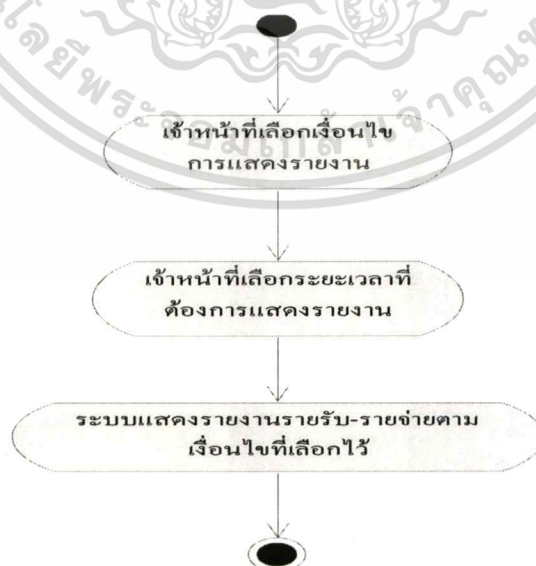 เจ้าหน้าที่เลือกเงื่อนไข
การแสดงรายงาน
เจ้าหน้าที่เลือกระยะเวลาที่
ต้องการแสดงรายงาน
ระบบแสดงรายงานรายรับ-รายจ่ายตาม
เงื่อนไขที่เลือกไว้